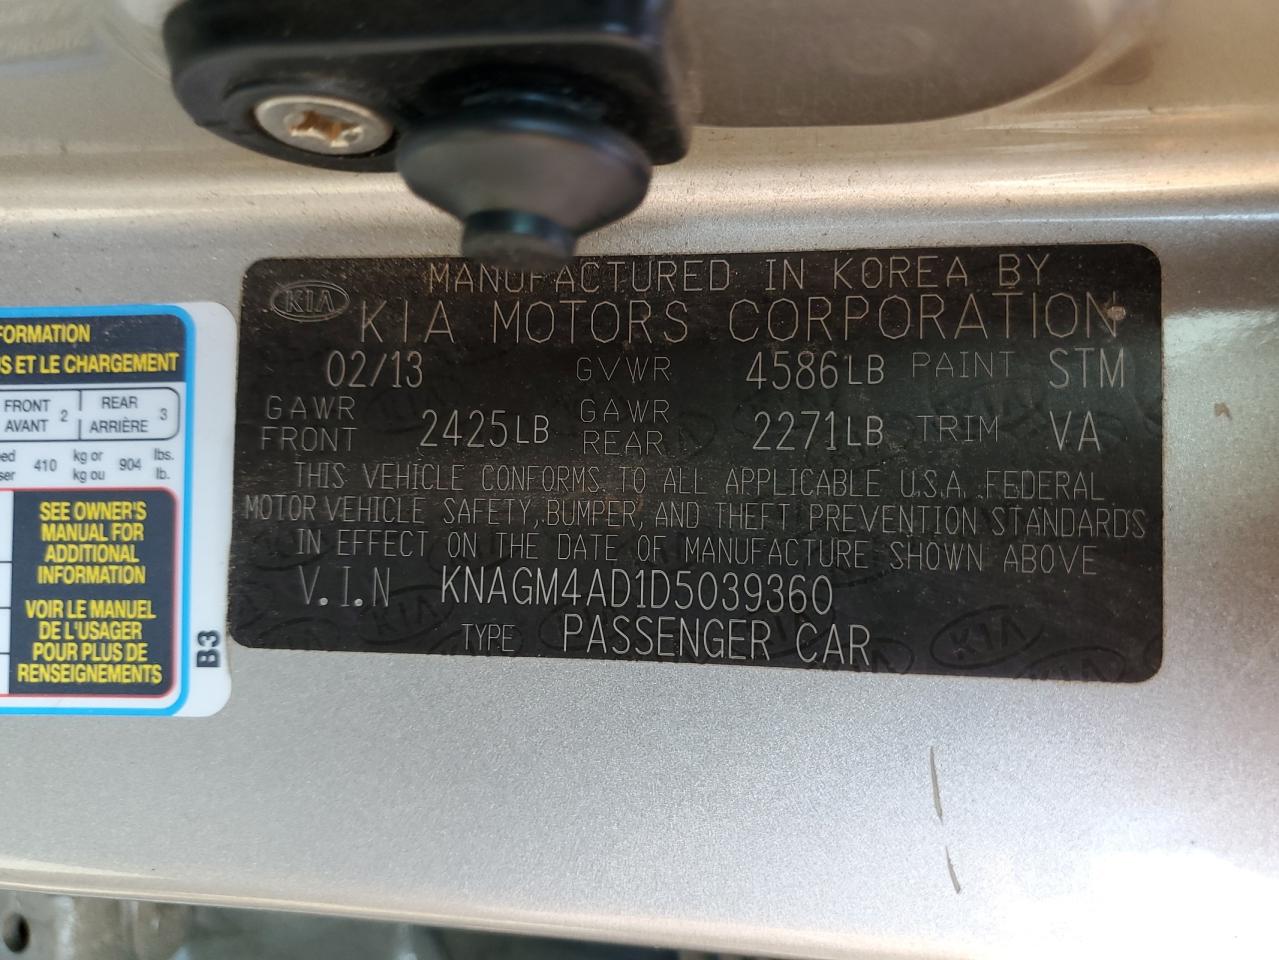 MANUFACTURED IN KOREA BY
KIA
KIA MOTORS CORPORATION
02/13 GVWR 4586LB PAINT STM
GAWR FRONT 2425LB GAWR REAR 2271LB TRIM VA
THIS VEHICLE CONFORMS TO ALL APPLICABLE U.S.A. FEDERAL
MOTOR VEHICLE SAFETY, BUMPER, AND THEFT PREVENTION STANDARDS
IN EFFECT ON THE DATE OF MANUFACTURE SHOWN ABOVE
V.I.N KNAGM4AD1D5039360
TYPE PASSENGER CAR
ET LE CHARGEMENT
FRONT
AVANT 2
REAR
ARRIÈRE 3
410 kg or
kg ou 904 lbs.
lb.
SEE OWNER'S
MANUAL FOR
ADDITIONAL
INFORMATION
VOIR LE MANUEL
DE L'USAGER
POUR PLUS DE
RENSEIGNEMENTS
B3